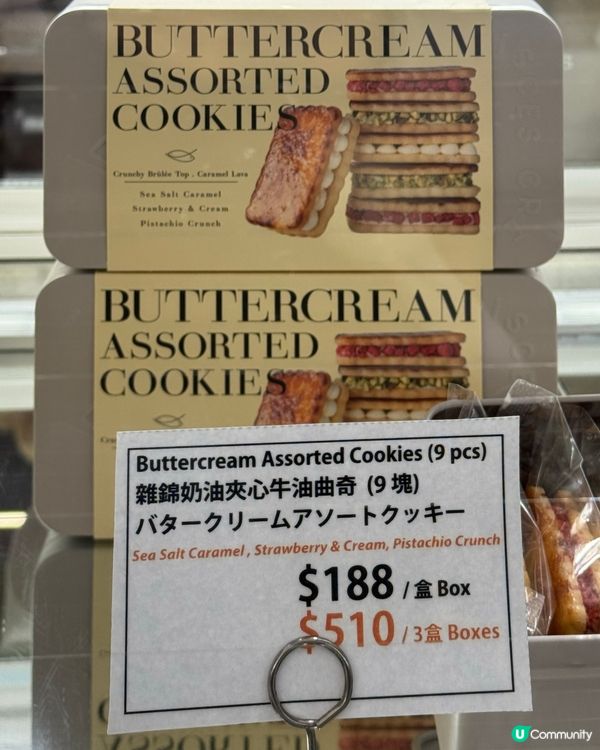 BUTTERCREAM
ASSORTED
COOKIES
Crunchy Brûlée Top . Caramel Lava
Sea Salt Caramel
Strawberry & Cream
Pistachio Crunch
BUTTERCREAM
ASSORTED
COOKIES
Buttercream Assorted Cookies (9 pcs)
雜錦奶油夾心牛油曲奇 (9 塊)
バタークリームアソートクッキー
Sea Salt Caramel , Strawberry & Cream, Pistachio Crunch
$188 / 盒 Box
$510 / 3盒 Boxes
U Community